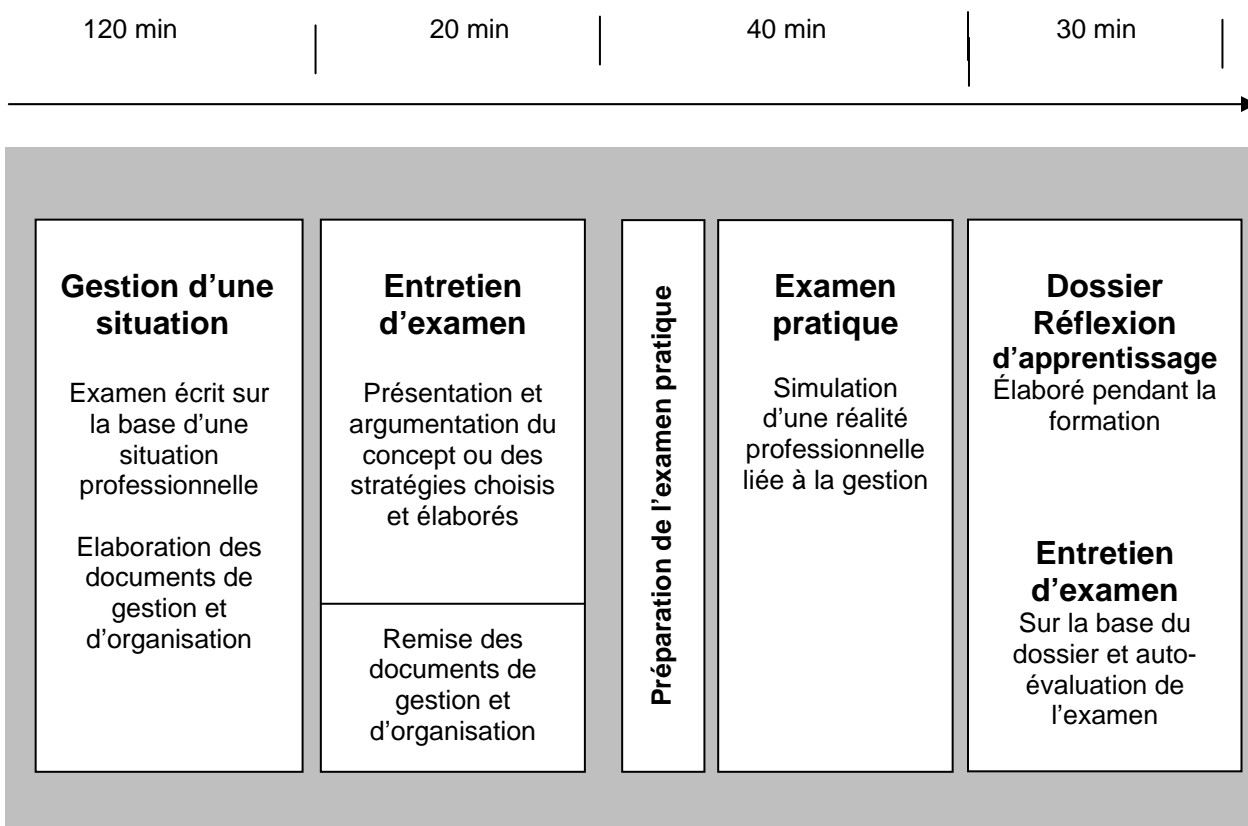 120 min
20 min
40 min
30 min
Gestion d’une
situation
Examen écrit sur
la base d’une
situation
professionnelle
Elaboration des
documents de
gestion et
d’organisation
Entretien
d’examen
Présentation et
argumentation du
concept ou des
stratégies choisis
et élaborés
Remise des
documents de
gestion et
d’organisation
Préparation de l’examen pratique
Examen
pratique
Simulation
d’une réalité
professionnelle
liée à la gestion
Dossier
Réflexion
d’apprentissage
Élaboré pendant la
formation
Entretien
d’examen
Sur la base du
dossier et auto-
évaluation de
l’examen